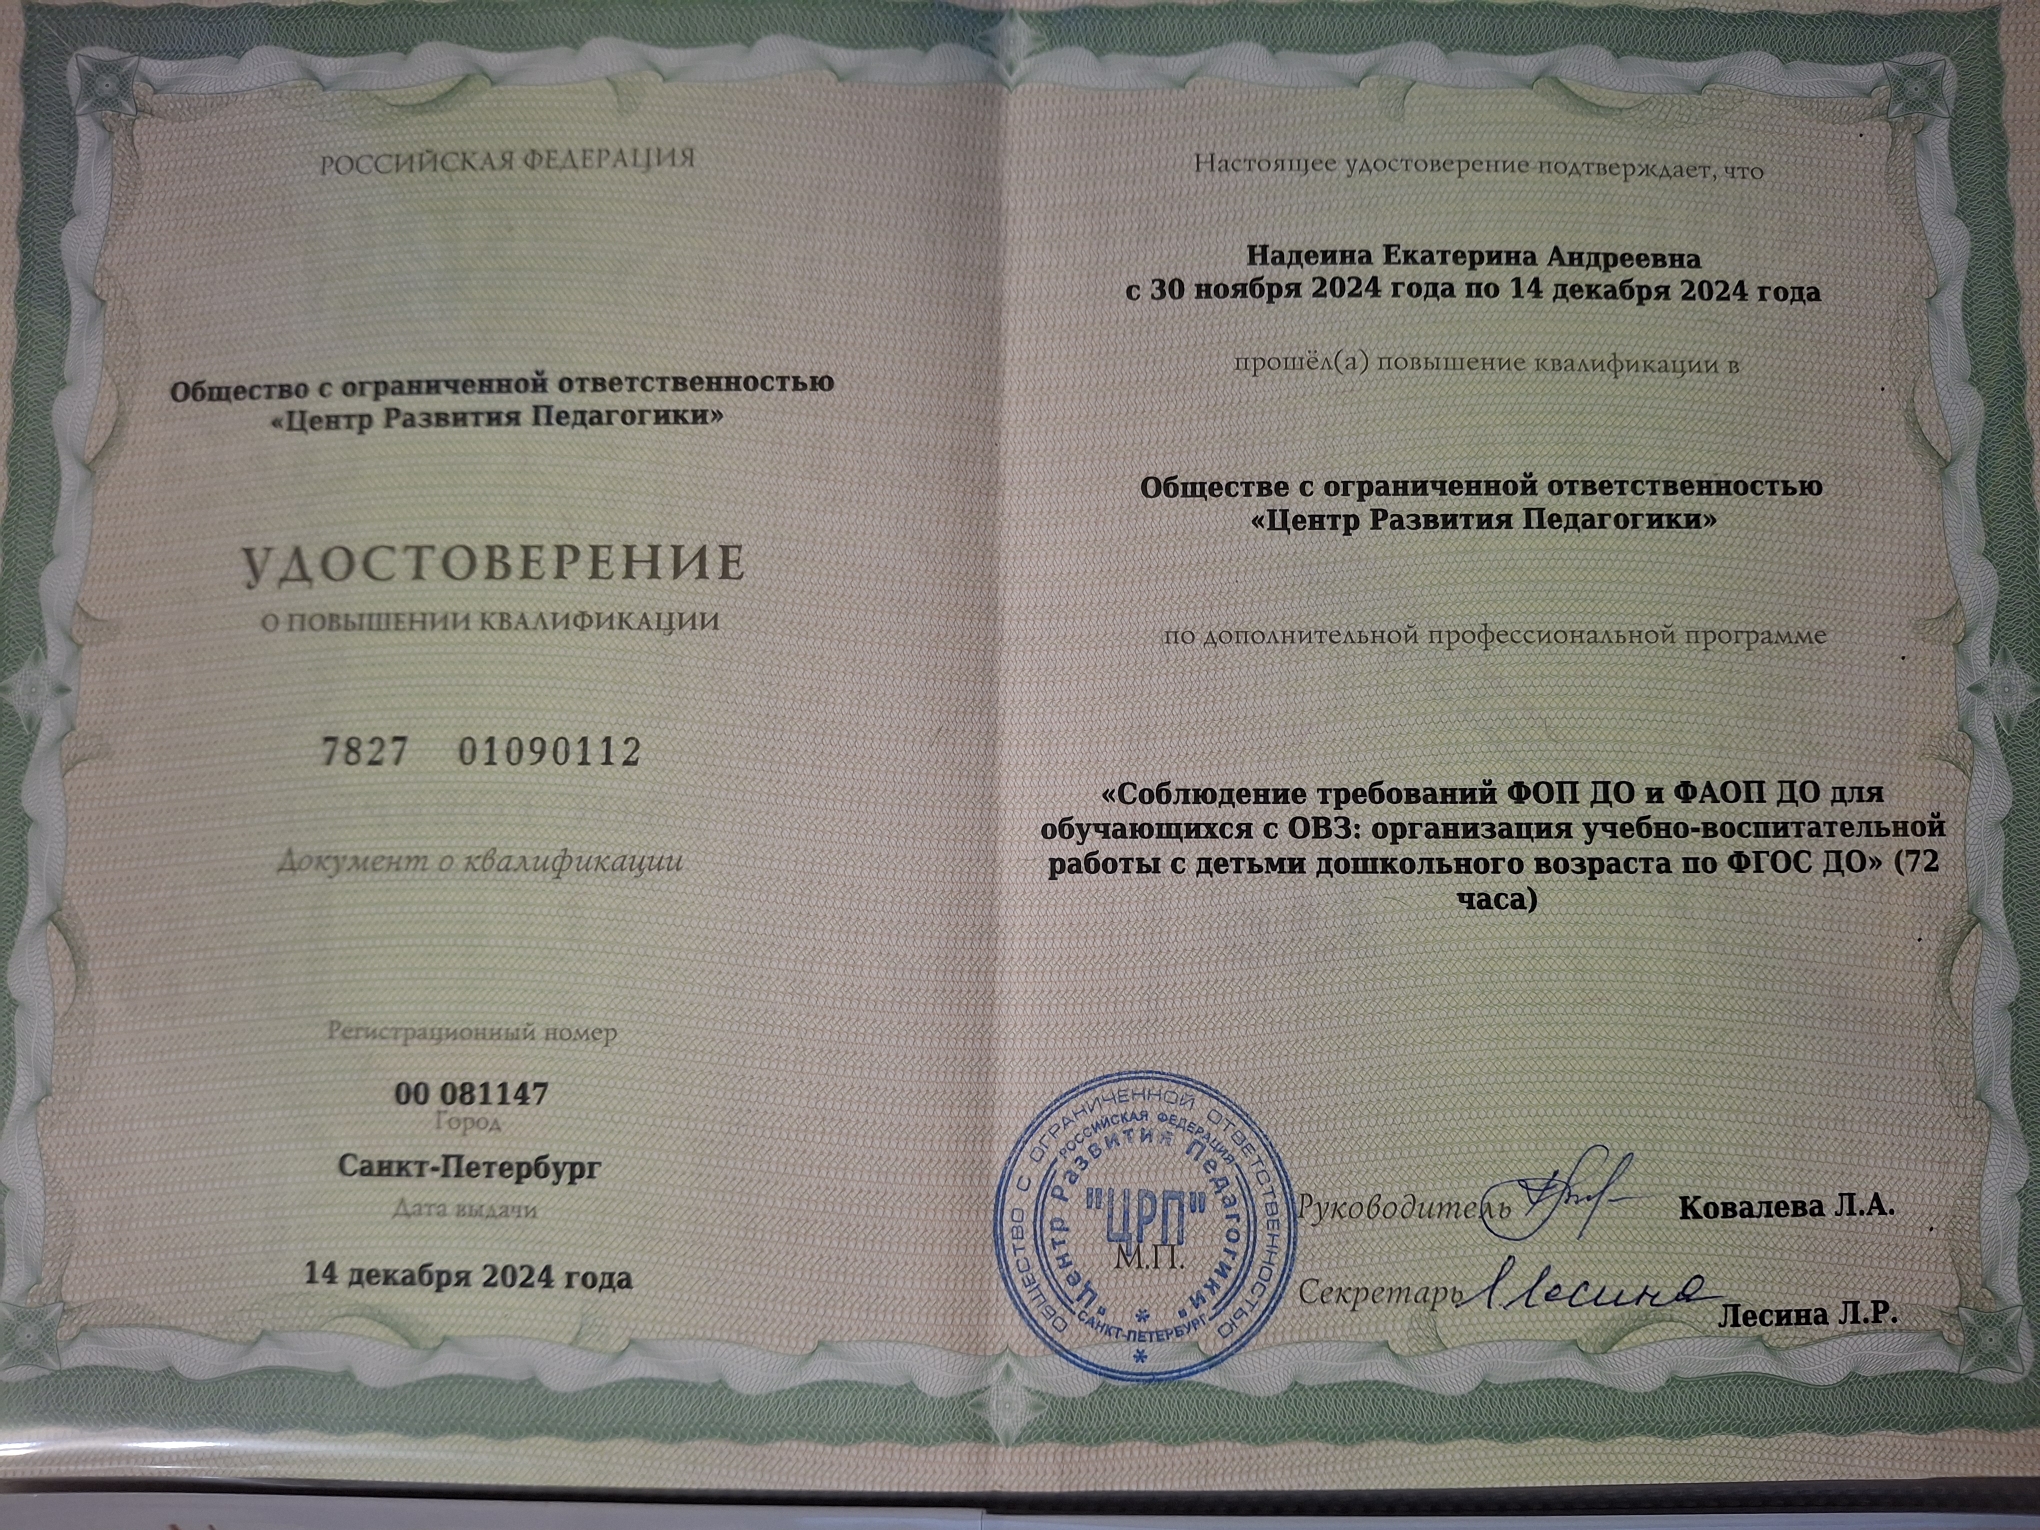 РОССИЙСКАЯ ФЕДЕРАЦИЯ
Общество с ограниченной ответственностью
«Центр Развития Педагогики»
УДОСТОВЕРЕНИЕ
О ПОВЫШЕНИИ КВАЛИФИКАЦИИ
7827 01090112
Документ о квалификации
Регистрационный номер
00 081147
Город
Санкт-Петербург
Дата выдачи
14 декабря 2024 года
Настоящее удостоверение подтверждает, что
Надеина Екатерина Андреевна
с 30 ноября 2024 года по 14 декабря 2024 года
прошёл(а) повышение квалификации в
Обществе с ограниченной ответственностью
«Центр Развития Педагогики»
по дополнительной профессиональной программе
«Соблюдение требований ФОП ДО и ФАОП ДО для
обучающихся с ОВЗ: организация учебно-воспитательной
работы с детьми дошкольного возраста по ФГОС ДО» (72
часа)
ОБЩЕСТВО С ОГРАНИЧЕННОЙ ОТВЕТСТВЕННОСТЬЮ
РОССИЙСКАЯ ФЕДЕРАЦИЯ
"Центр Развития Педагогики"
"ЦРП"
М.П.
* САНКТ-ПЕТЕРБУРГ *
Руководитель Ковалева Л.А.
Секретарь Л.Лесина Лесина Л.Р.